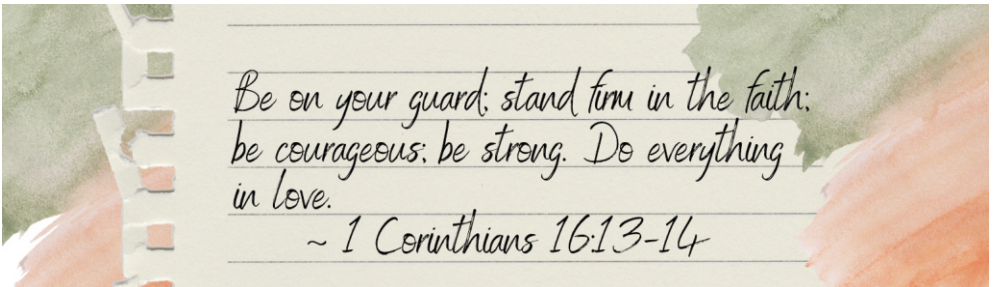 Be on your guard; stand firm in the faith;
be courageous; be strong. Do everything
in love.
~ 1 Corinthians 16:13-14